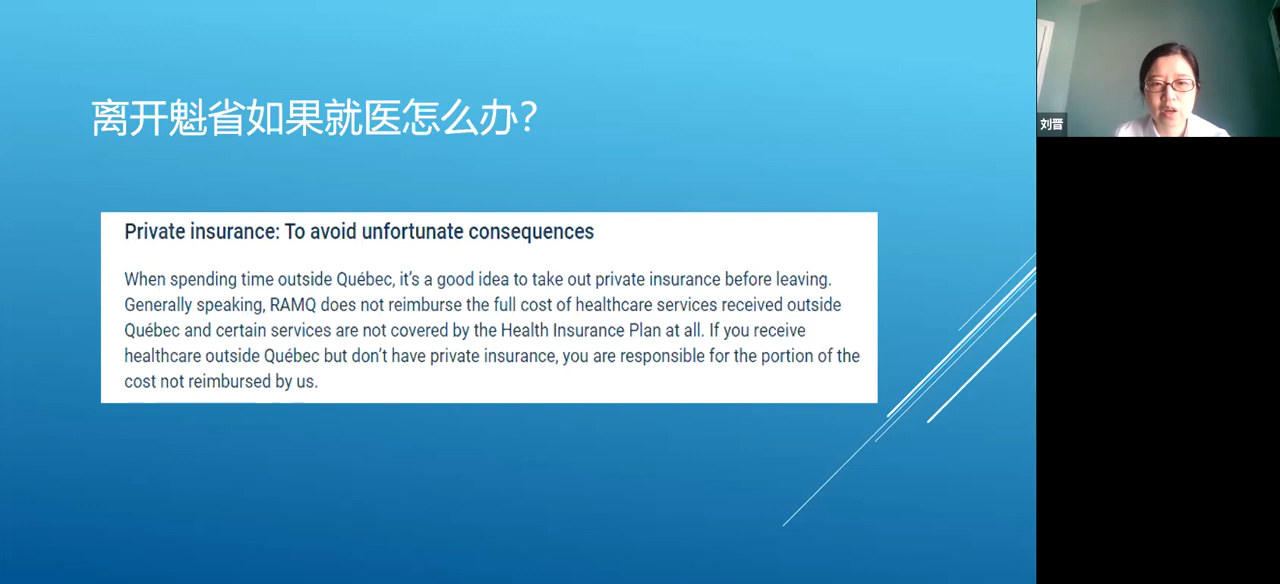 离开魁省如果就医怎么办？
Private insurance: To avoid unfortunate consequences
When spending time outside Québec, it’s a good idea to take out private insurance before leaving.
Generally speaking, RAMQ does not reimburse the full cost of healthcare services received outside
Québec and certain services are not covered by the Health Insurance Plan at all. If you receive
healthcare outside Québec but don’t have private insurance, you are responsible for the portion of the
cost not reimbursed by us.
刘晋